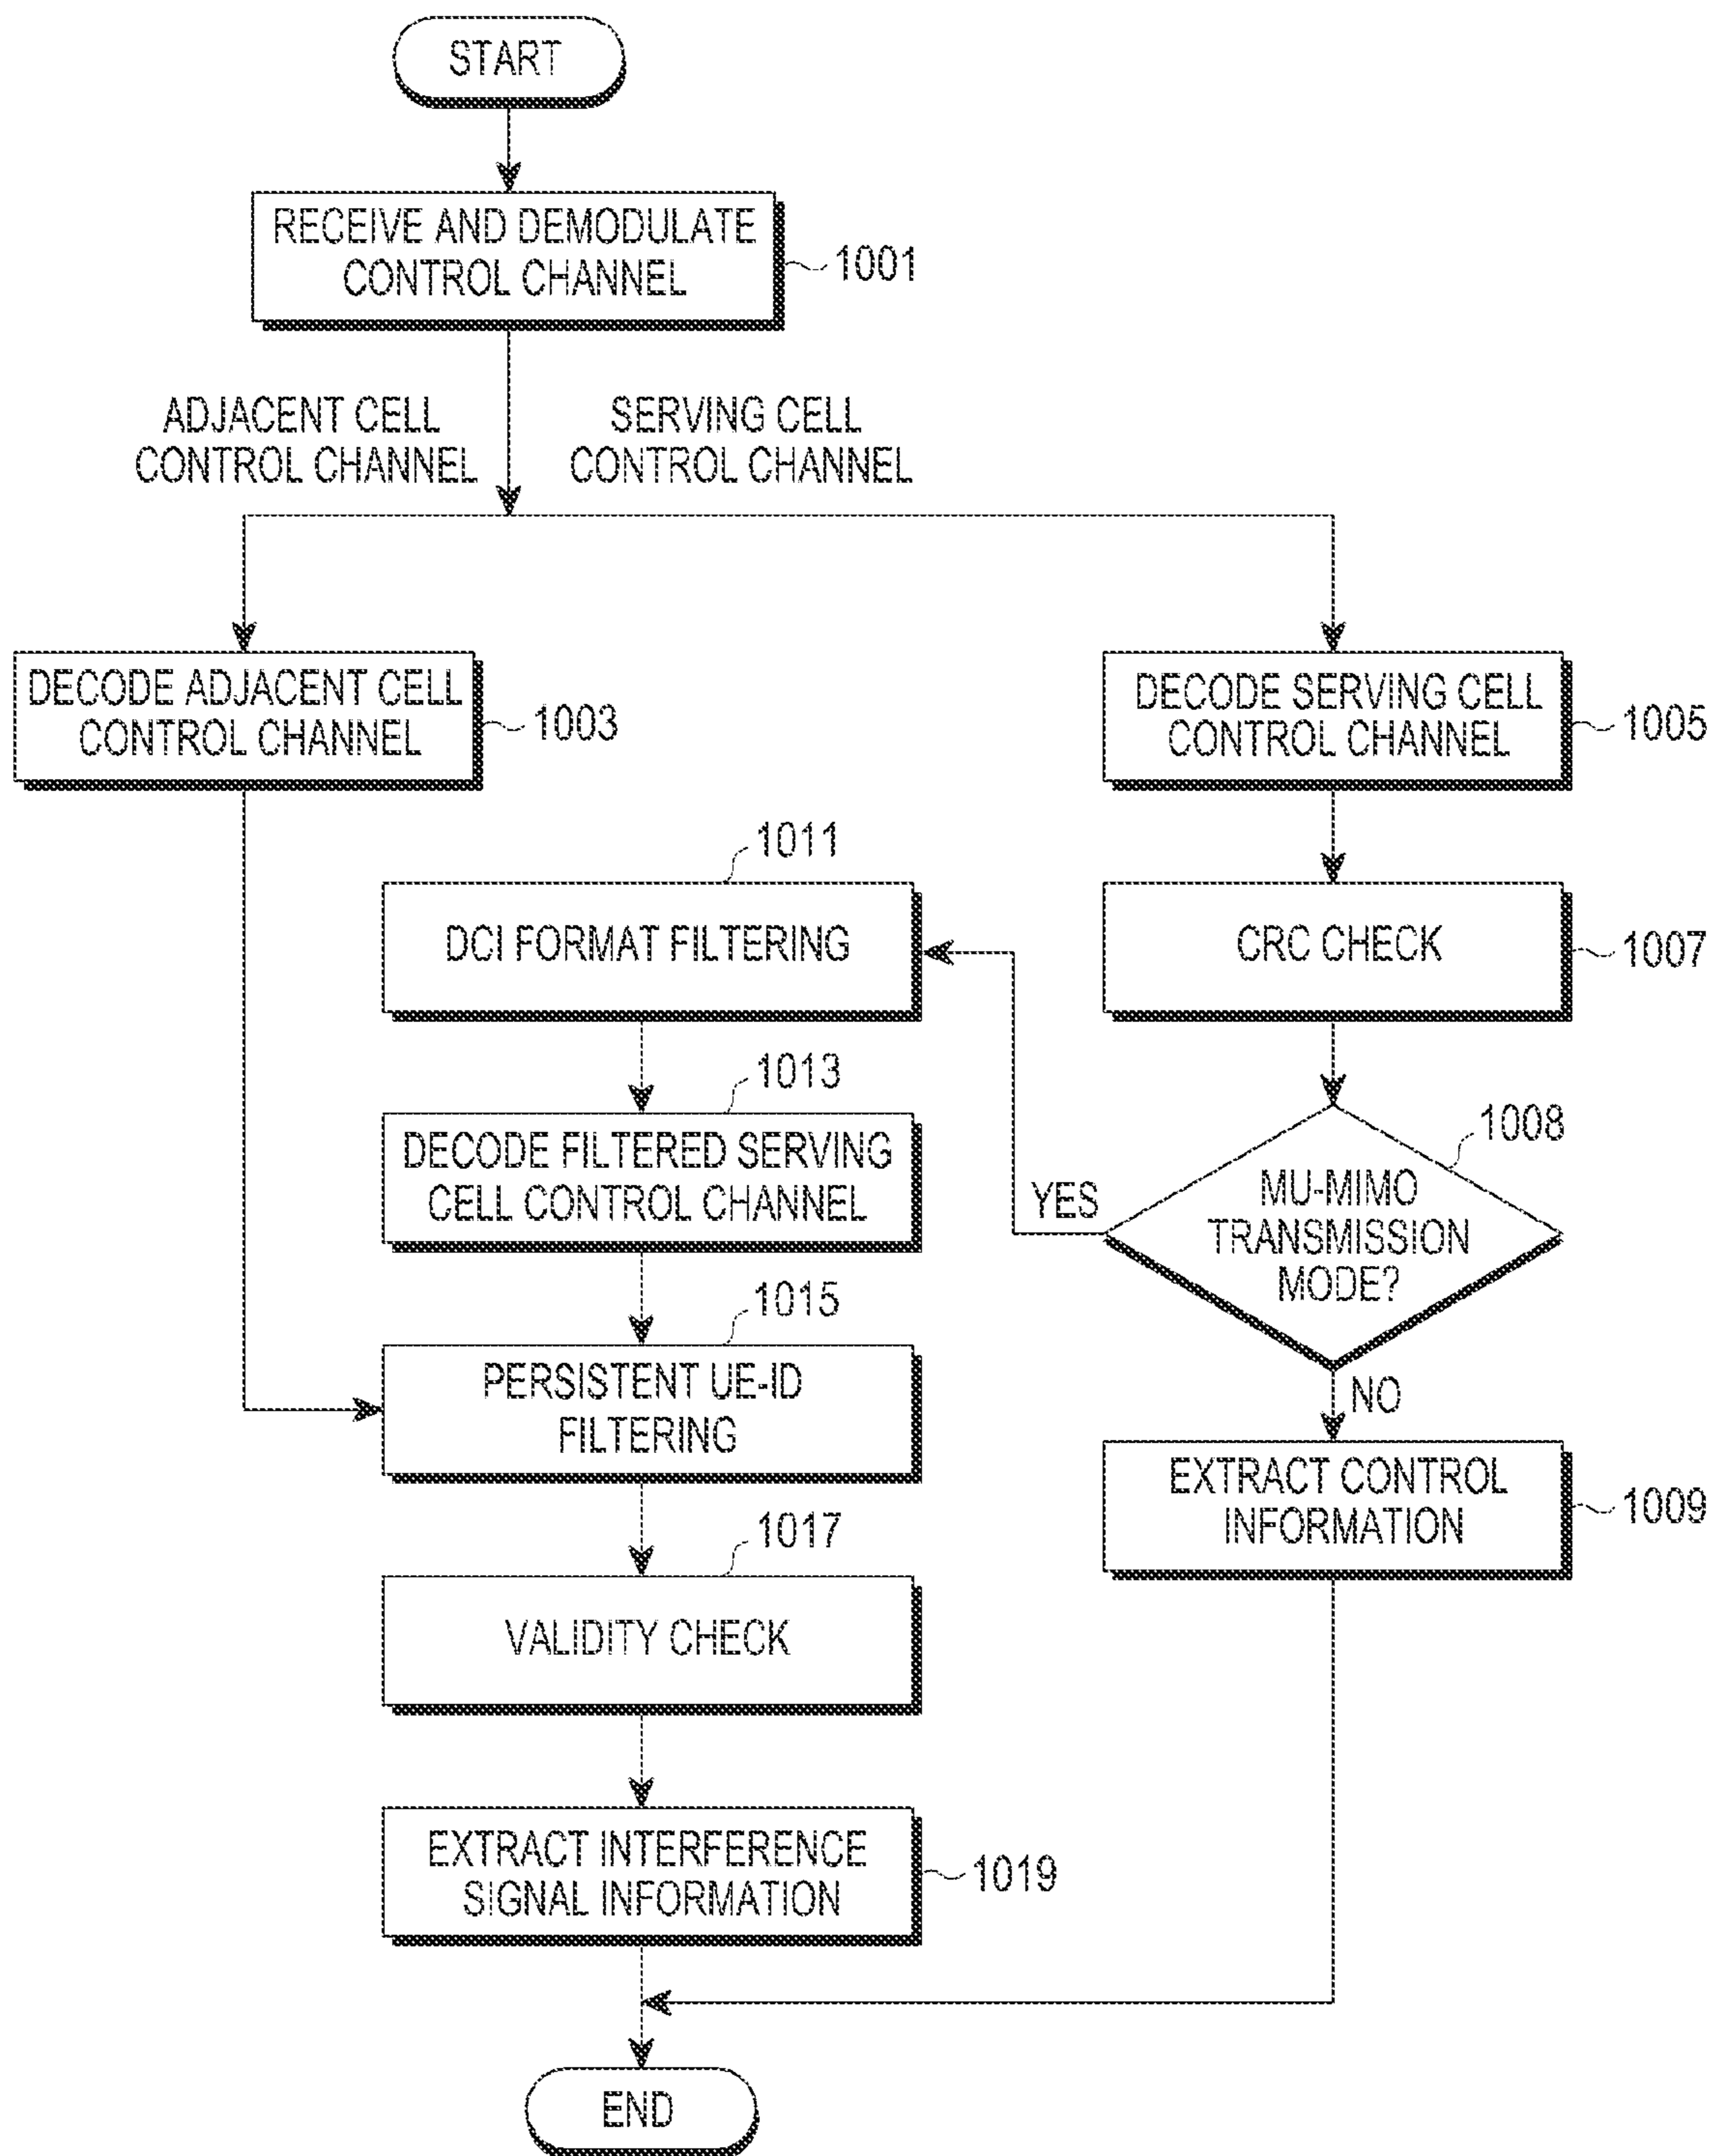 START
RECEIVE AND DEMODULATE
CONTROL CHANNEL
1001
ADJACENT CELL
CONTROL CHANNEL
SERVING CELL
CONTROL CHANNEL
DECODE ADJACENT CELL
CONTROL CHANNEL
1003
DECODE SERVING CELL
CONTROL CHANNEL
1005
1011
DCI FORMAT FILTERING
CRC CHECK
1007
1013
DECODE FILTERED SERVING
CELL CONTROL CHANNEL
1008
MU-MIMO
TRANSMISSION
MODE?
YES
NO
1015
PERSISTENT UE-ID
FILTERING
EXTRACT CONTROL
INFORMATION
1009
1017
VALIDITY CHECK
EXTRACT INTERFERENCE
SIGNAL INFORMATION
1019
END